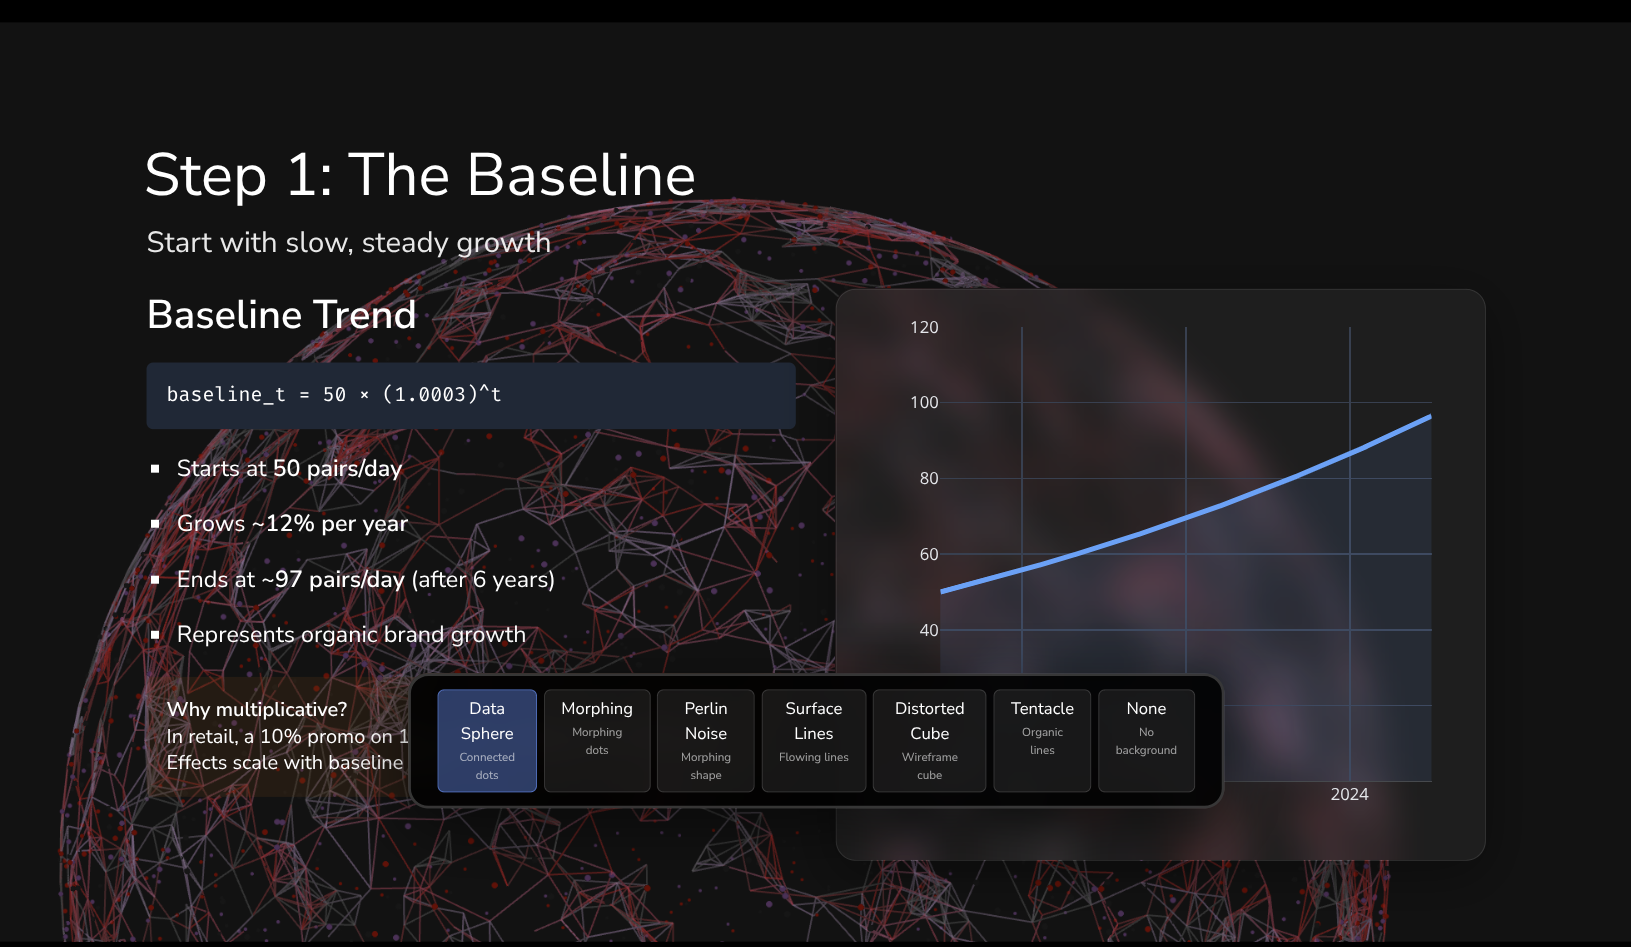 Step 1: The Baseline
Start with slow, steady growth
Baseline Trend
baseline_t = 50 × (1.0003)^t
▪ Starts at 50 pairs/day
▪ Grows ~12% per year
▪ Ends at ~97 pairs/day (after 6 years)
▪ Represents organic brand growth
Why multiplicative?
In retail, a 10% promo on 1
Effects scale with baseline
120
100
80
60
40
2024
Data
Sphere
Connected
dots
Morphing
Morphing
dots
Perlin
Noise
Morphing
shape
Surface
Lines
Flowing lines
Distorted
Cube
Wireframe
cube
Tentacle
Organic
lines
None
No
background